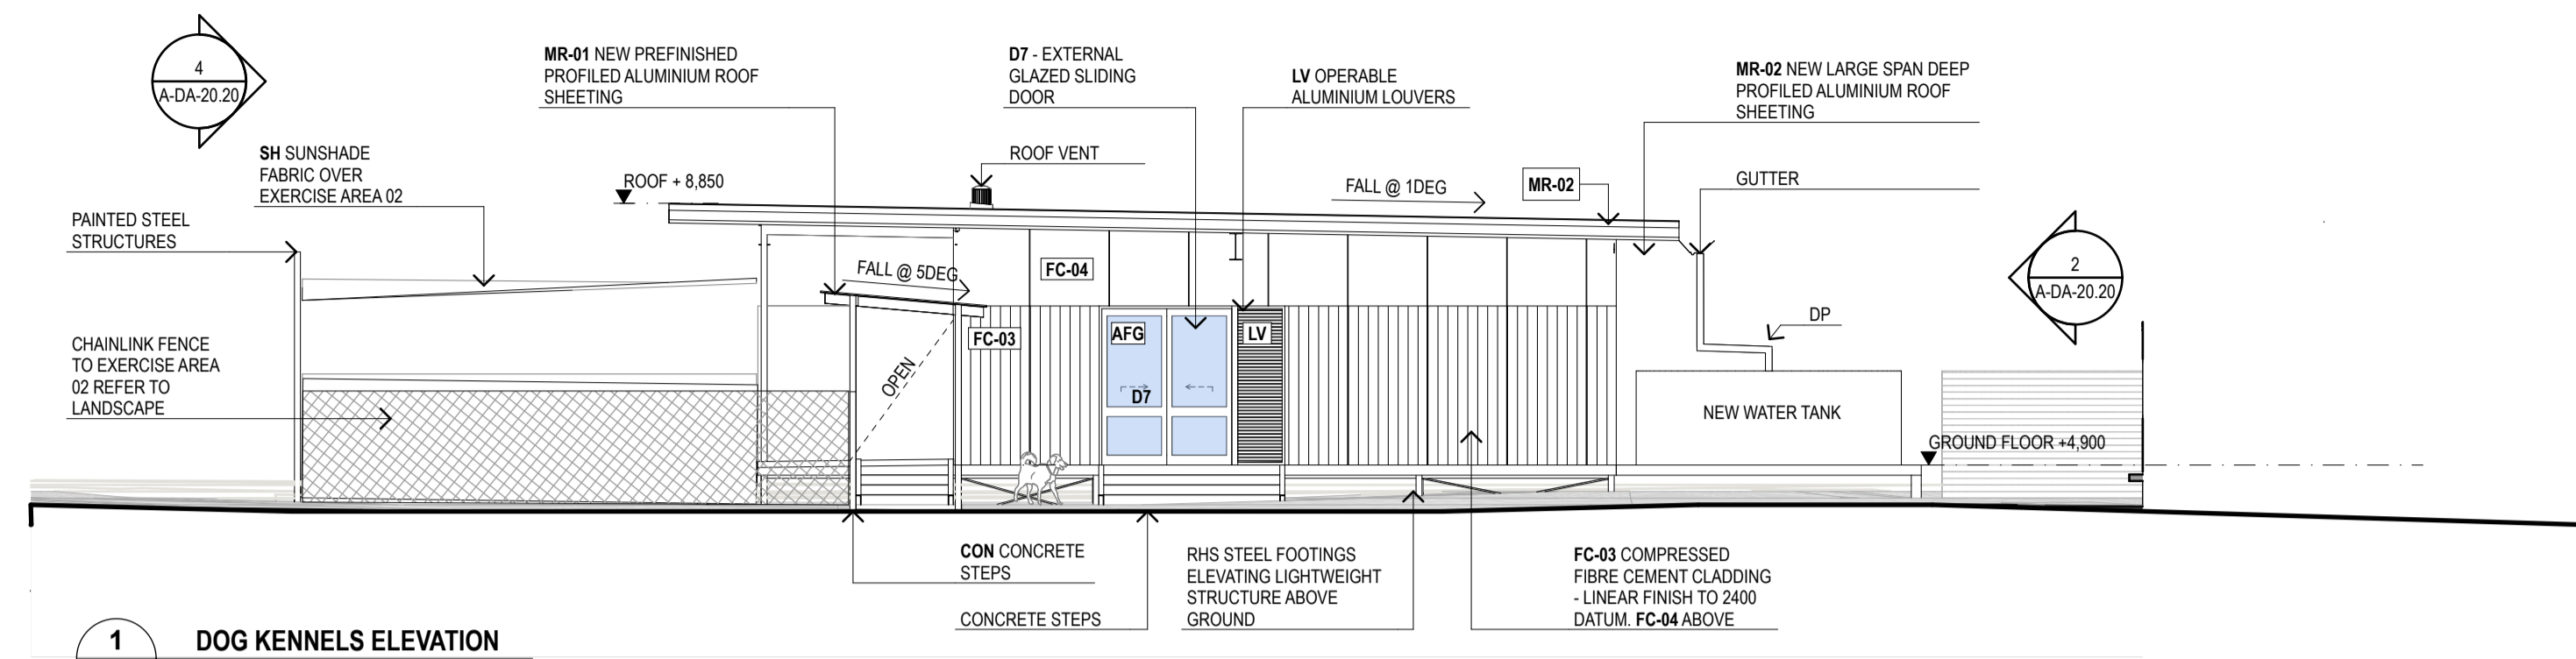 4
A-DA-20.20
MR-01 NEW PREFINISHED
PROFILED ALUMINIUM ROOF
SHEETING
D7 - EXTERNAL
GLAZED SLIDING
DOOR
LV OPERABLE
ALUMINIUM LOUVERS
MR-02 NEW LARGE SPAN DEEP
PROFILED ALUMINIUM ROOF
SHEETING
SH SUNSHADE
FABRIC OVER
EXERCISE AREA 02
ROOF VENT
ROOF + 8,850
FALL @ 1DEG
MR-02
GUTTER
PAINTED STEEL
STRUCTURES
2
A-DA-20.20
FALL @ 5DEG
FC-04
DP
CHAINLINK FENCE
TO EXERCISE AREA
02 REFER TO
LANDSCAPE
OPEN
FC-03
AFG
LV
D7
NEW WATER TANK
GROUND FLOOR +4,900
CON CONCRETE
STEPS
CONCRETE STEPS
RHS STEEL FOOTINGS
ELEVATING LIGHTWEIGHT
STRUCTURE ABOVE
GROUND
FC-03 COMPRESSED
FIBRE CEMENT CLADDING
- LINEAR FINISH TO 2400
DATUM. FC-04 ABOVE
1
DOG KENNELS ELEVATION